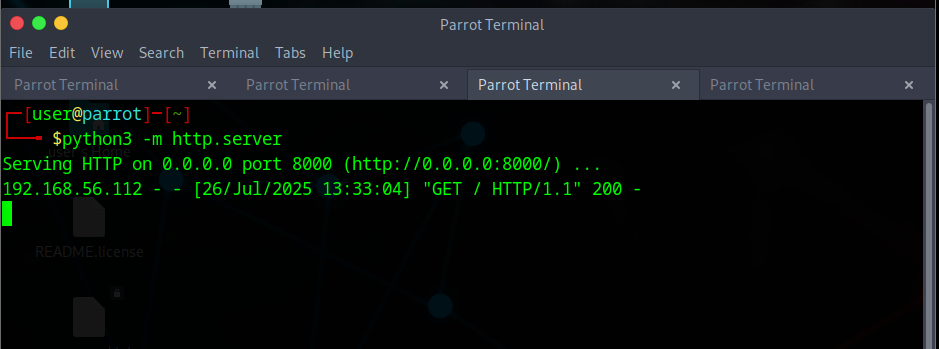 Parrot Terminal
File Edit View Search Terminal Tabs Help
Parrot Terminal × Parrot Terminal × Parrot Terminal × Parrot Terminal ×
[user@parrot]-[~]
$python3 -m http.server
Serving HTTP on 0.0.0.0 port 8000 (http://0.0.0.0:8000/) ...
192.168.56.112 - - [26/Jul/2025 13:33:04] "GET / HTTP/1.1" 200 -
README.license